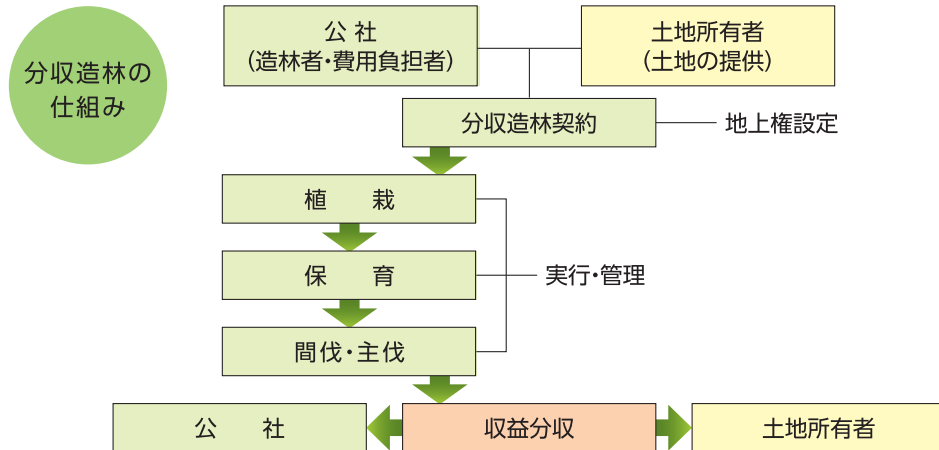 分収造林の
仕組み
公 社
（造林者・費用負担者）
土地所有者
（土地の提供）
分収造林契約
地上権設定
植　　栽
保　　育
実行・管理
間伐・主伐
公　　社
収益分収
土地所有者